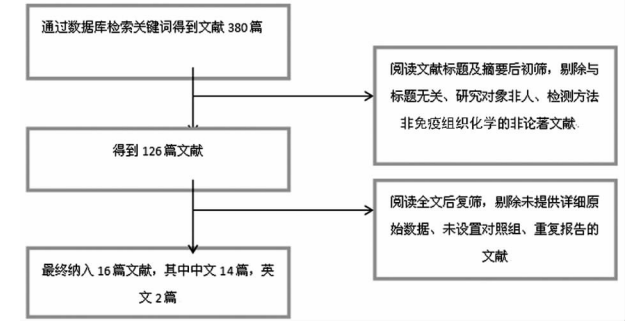 通过数据库检索关键词得到文献 380 篇
阅读文献标题及摘要后初筛，剔除与
标题无关、研究对象非人、检测方法
非免疫组织化学的非论著文献.
得到 126 篇文献
阅读全文后复筛，剔除未提供详细原
始数据、未设置对照组、重复报告的
文献
最终纳入 16 篇文献，其中中文 14 篇，英
文 2 篇